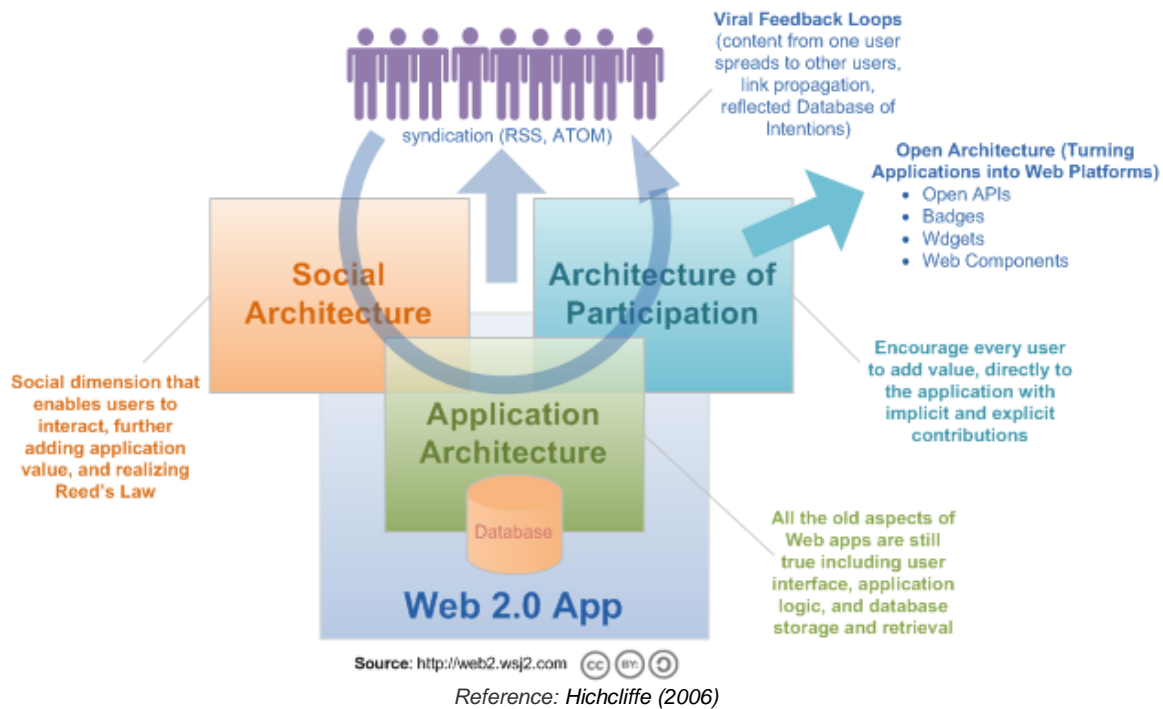 Viral Feedback Loops
(content from one user
spreads to other users,
link propagation,
reflected Database of
Intentions)
syndication (RSS, ATOM)
Open Architecture (Turning
Applications into Web Platforms)
• Open APIs
• Badges
• Wdgets
• Web Components
Social
Architecture
Architecture of
Participation
Social dimension that
enables users to
interact, further
adding application
value, and realizing
Reed's Law
Encourage every user
to add value, directly to
the application with
implicit and explicit
contributions
Application
Architecture
Database
All the old aspects of
Web apps are still
true including user
interface, application
logic, and database
storage and retrieval
Web 2.0 App
Source: http://web2.wsj2.com
cc BY:
Reference: Hichcliffe (2006)